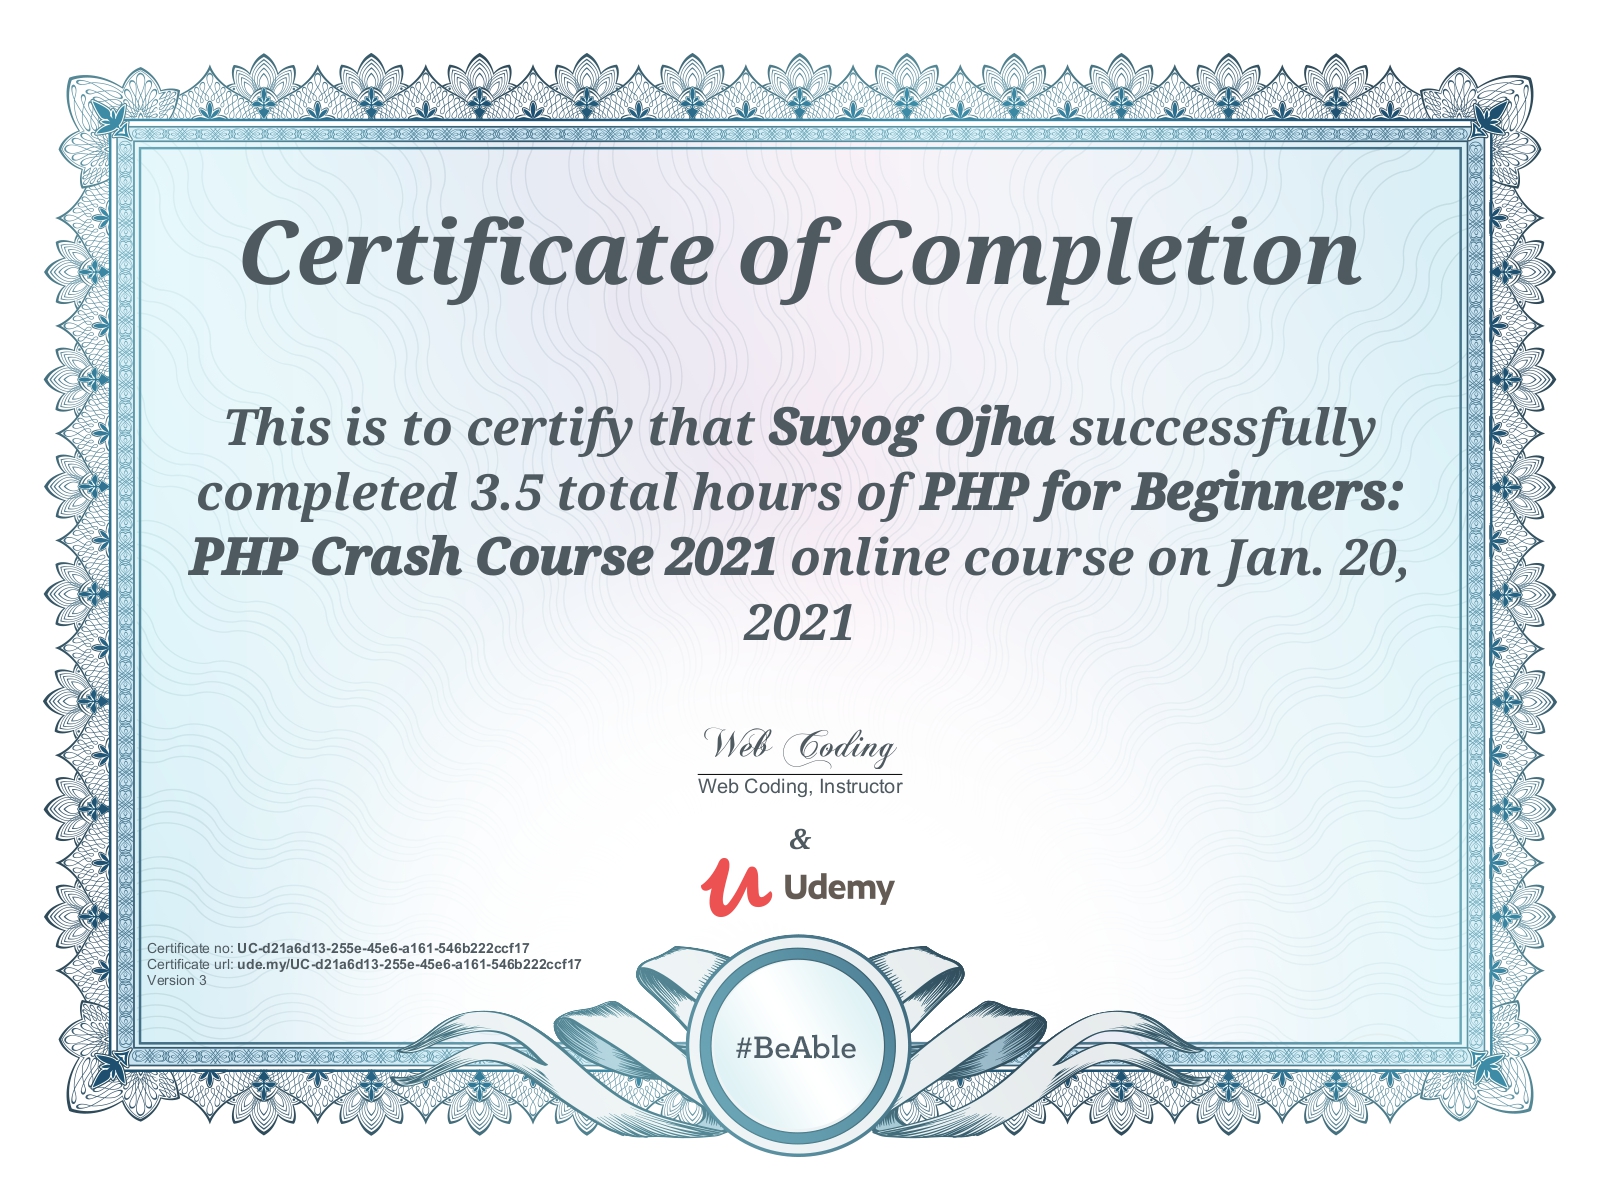 Certificate of Completion
This is to certify that Suyog Ojha successfully
completed 3.5 total hours of PHP for Beginners:
PHP Crash Course 2021 online course on Jan. 20,
2021
Web Coding
Web Coding, Instructor
&
Udemy
Certificate no: UC-d21a6d13-255e-45e6-a161-546b222ccf17
Certificate url: ude.my/UC-d21a6d13-255e-45e6-a161-546b222ccf17
Version 3
#BeAble